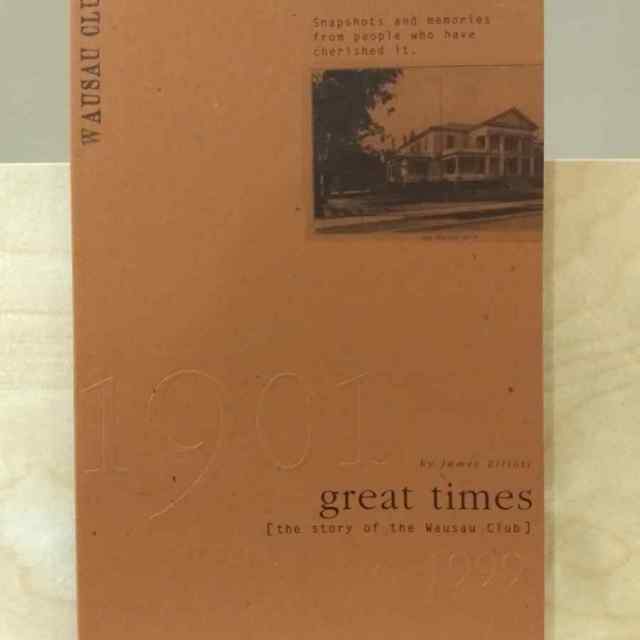 WAUSAU CLU
Snapshots and memories
from people who have
cherished it.
1901
by James Elliott
great times
[the story of the Wausau Club]
1999